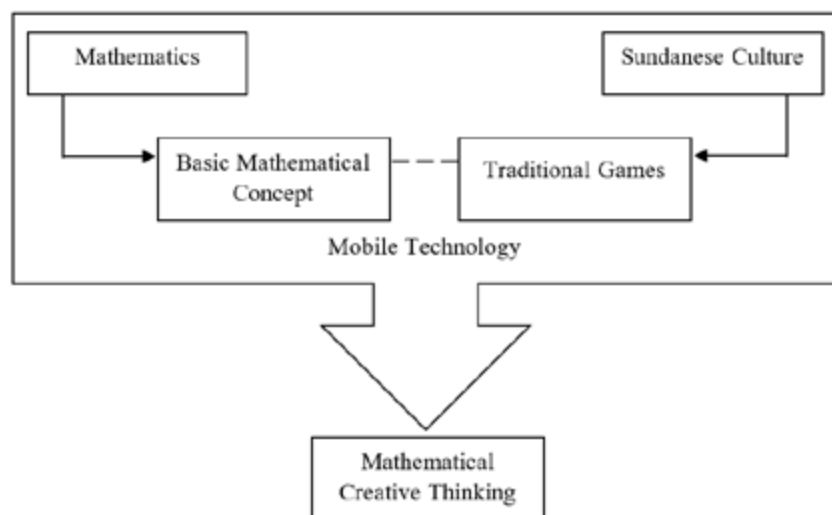 Mathematics
Sundanese Culture
Basic Mathematical
Concept
Traditional Games
Mobile Technology
Mathematical
Creative Thinking